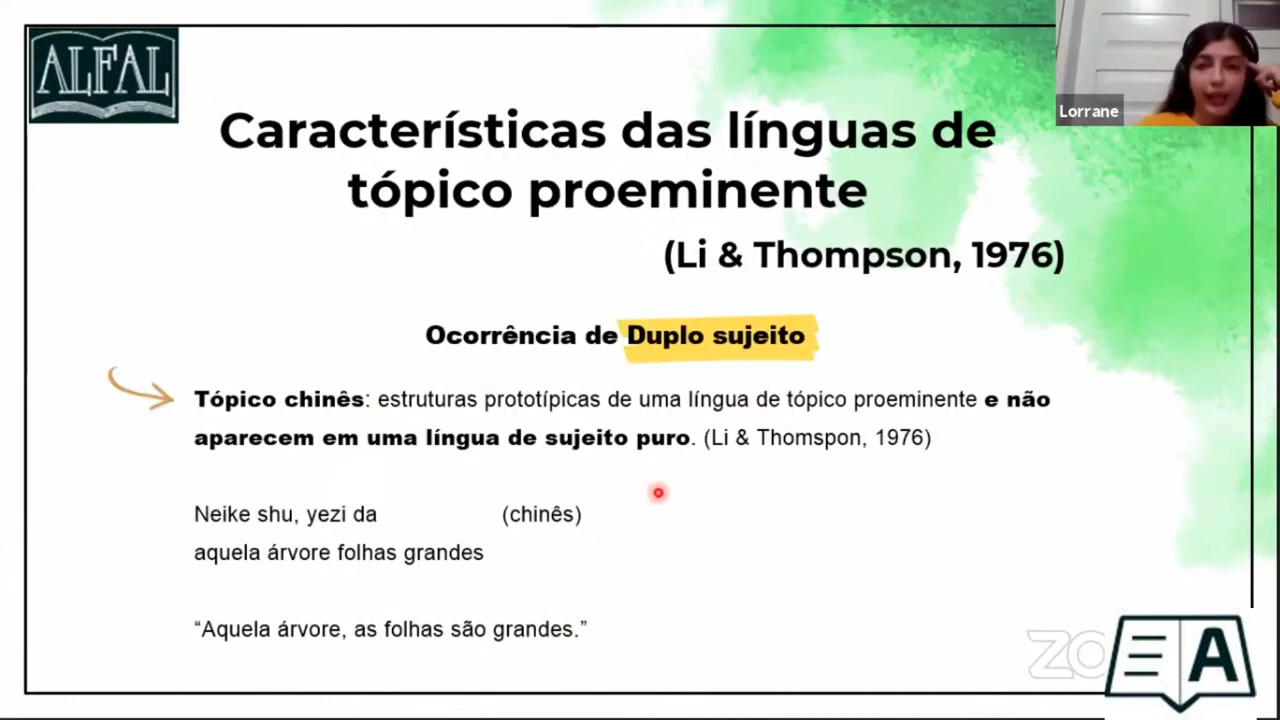 ALFAL
Lorrane
Características das línguas de
tópico proeminente
(Li & Thompson, 1976)
Ocorrência de Duplo sujeito
Tópico chinês: estruturas prototípicas de uma língua de tópico proeminente e não
aparecem em uma língua de sujeito puro. (Li & Thomspon, 1976)
Neike shu, yezi da (chinês)
aquela árvore folhas grandes
“Aquela árvore, as folhas são grandes.”
A